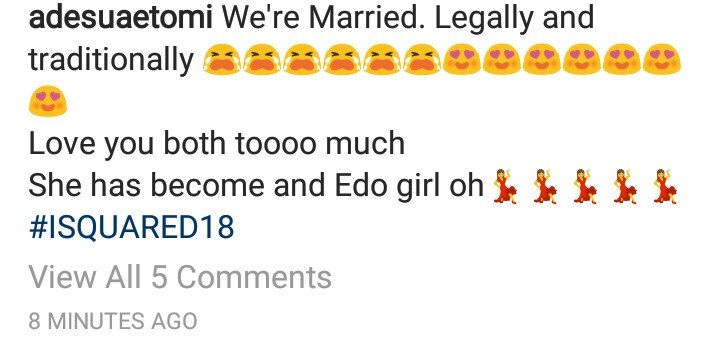 adesuaetomi We're Married. Legally and
traditionally 😭😭😭😭😭😭😍😍😍😍😍😍
😍
Love you both toooo much
She has become and Edo girl oh💃💃💃💃💃
#ISQUARED18
View All 5 Comments
8 MINUTES AGO